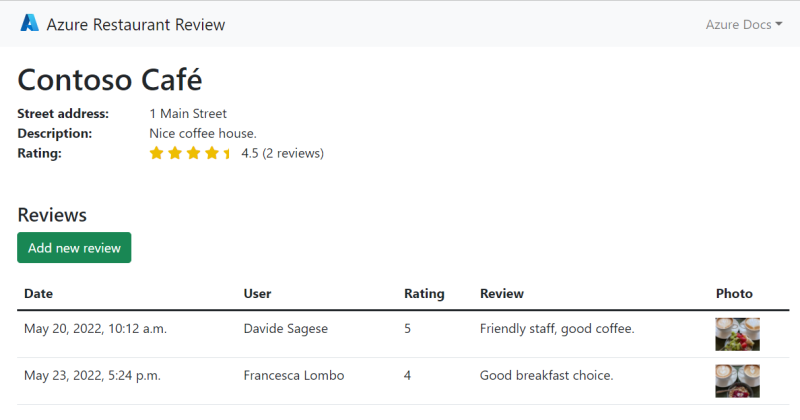 Azure Restaurant Review Azure Docs
Contoso Café
Street address: 1 Main Street
Description: Nice coffee house.
Rating: 4.5 (2 reviews)
Reviews
Add new review
Date User Rating Review Photo
May 20, 2022, 10:12 a.m. Davide Sagese 5 Friendly staff, good coffee.
May 23, 2022, 5:24 p.m. Francesca Lombo 4 Good breakfast choice.